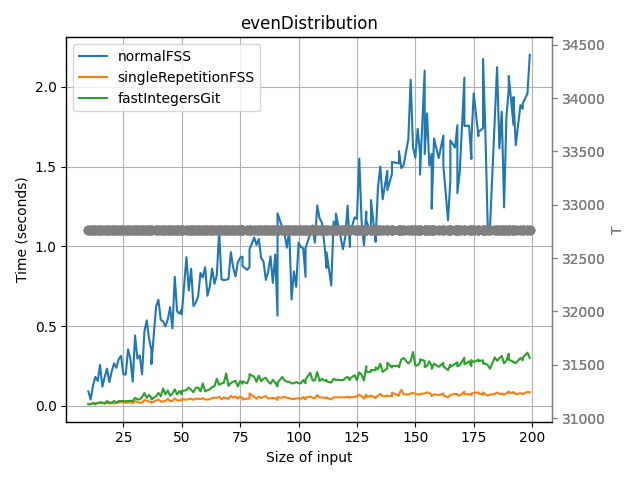 evenDistribution
normalFSS
singleRepetitionFSS
fastIntegersGit
Time (seconds)
2.0
1.5
1.0
0.5
0.0
34500
34000
33500
33000
32500
32000
31500
31000
T
25 50 75 100 125 150 175 200
Size of input